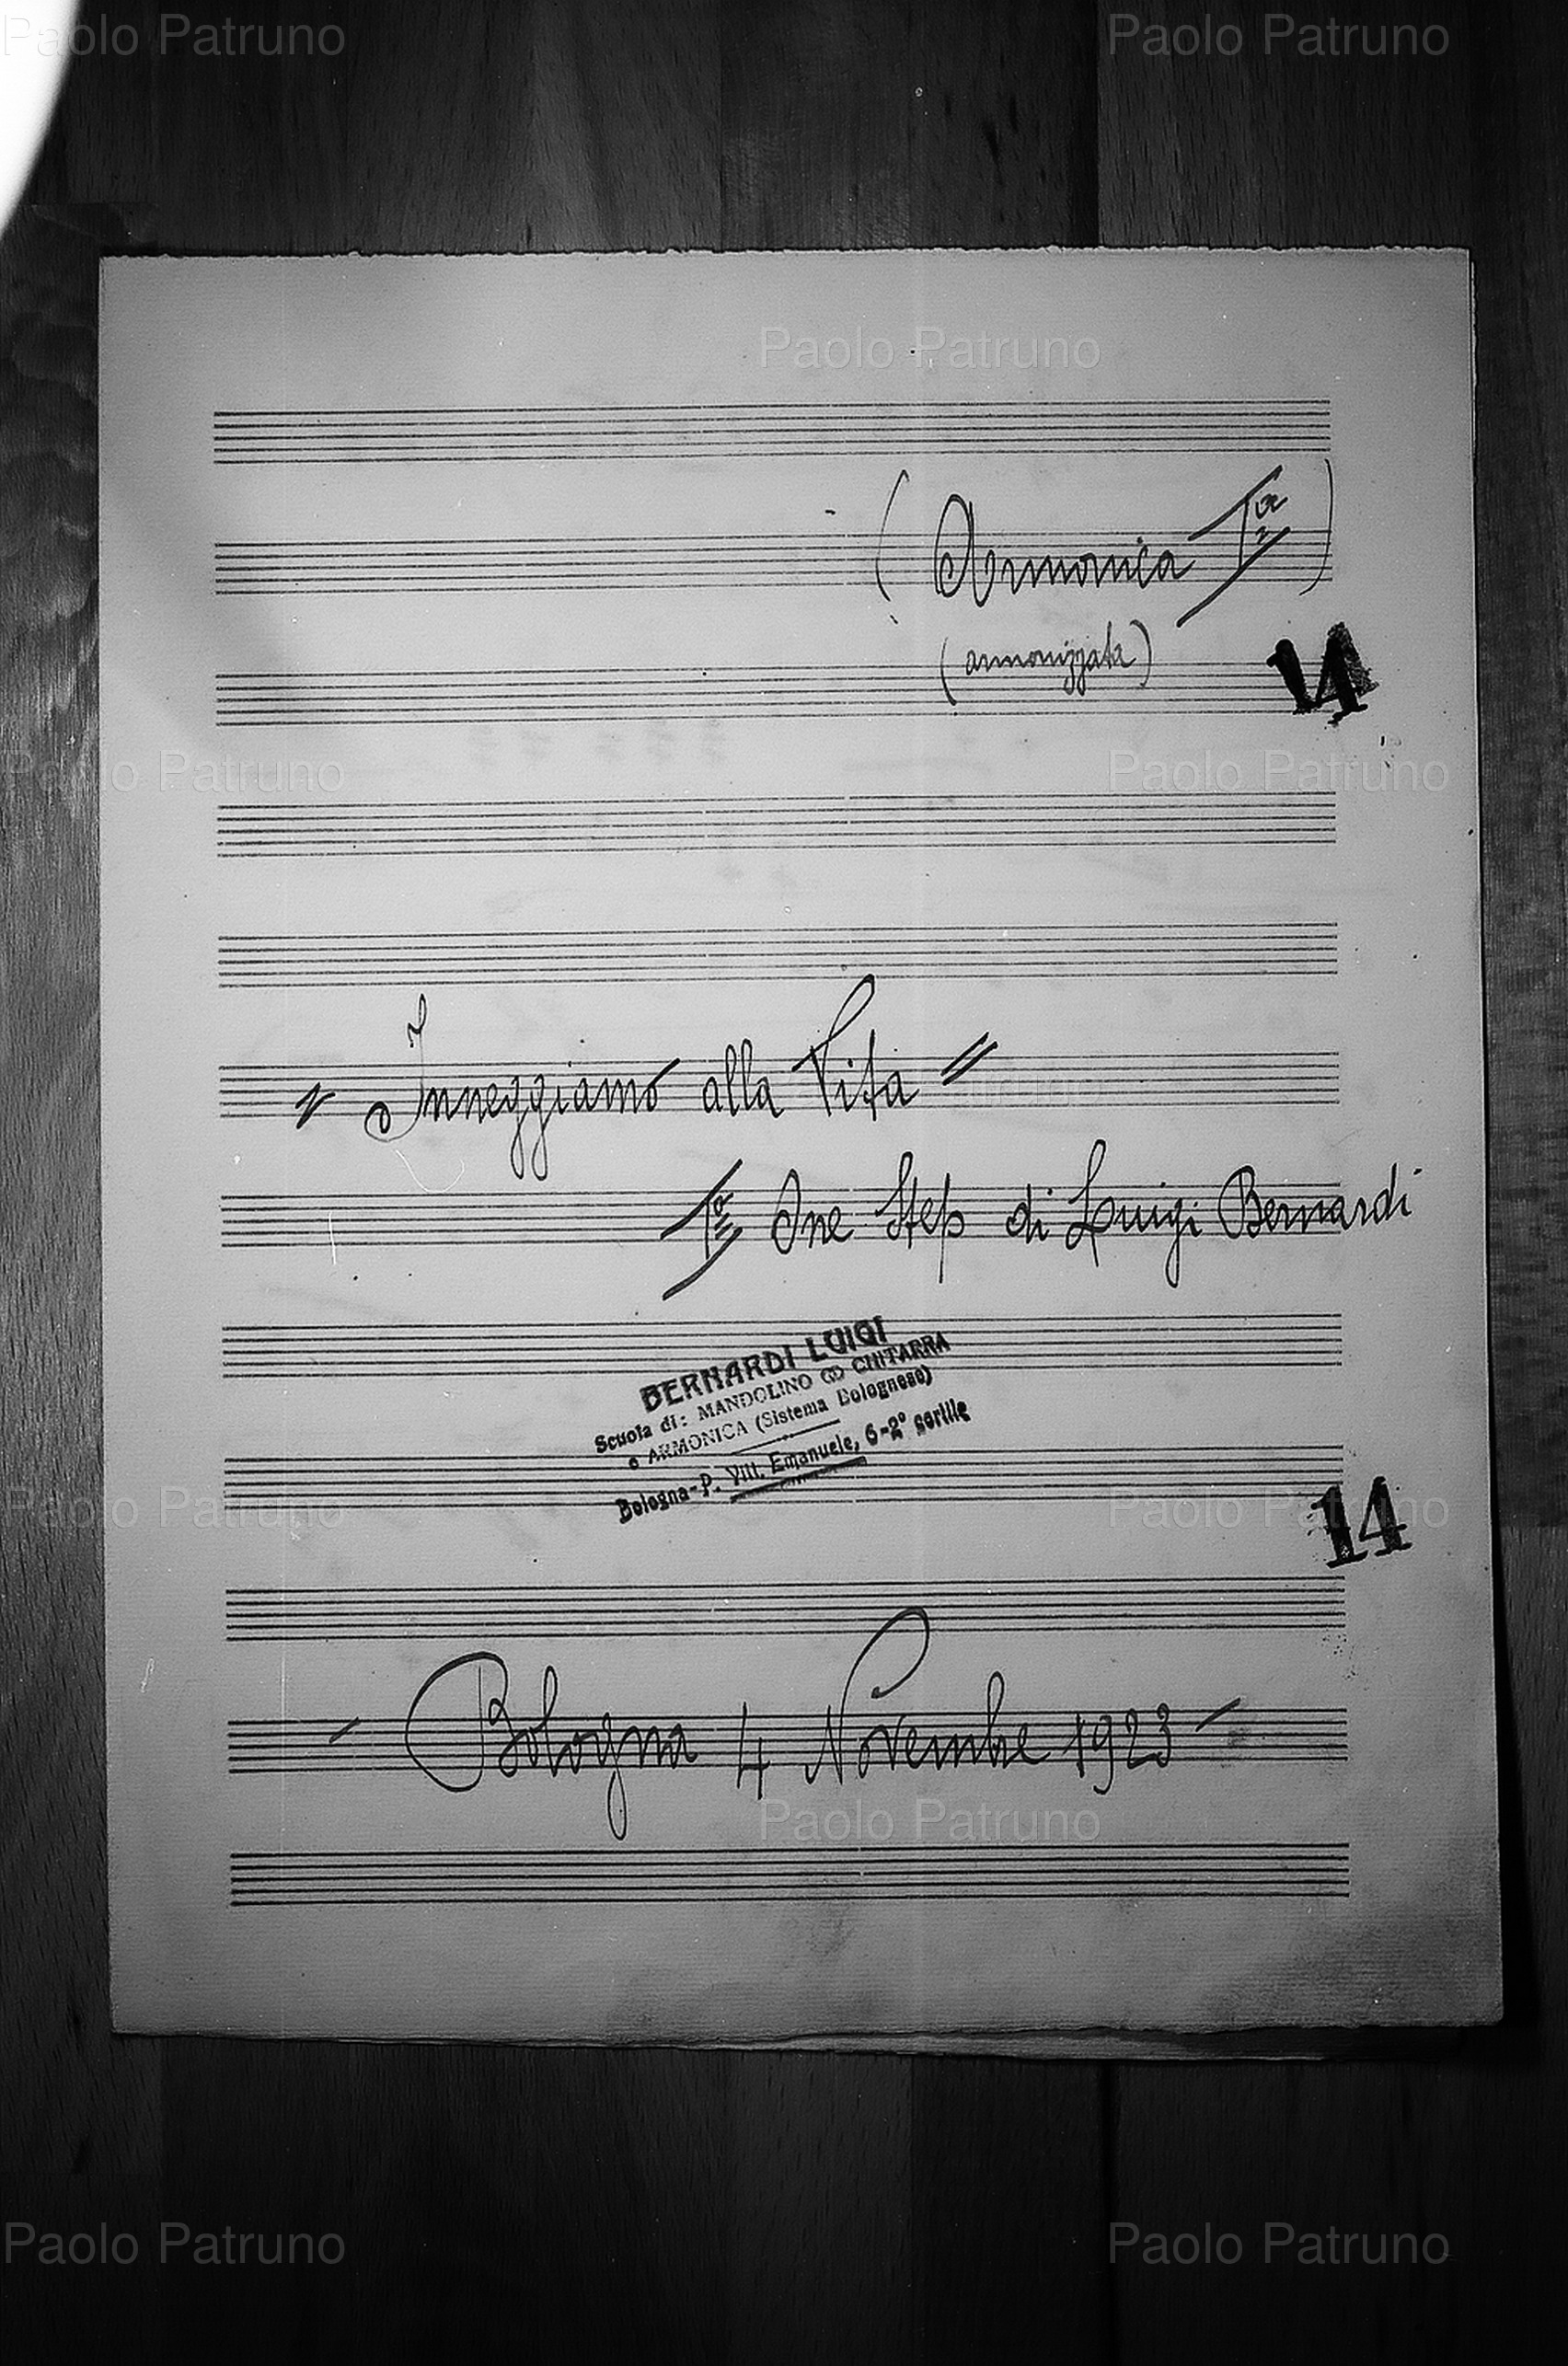 Paolo Patruno Paolo Patruno
Paolo Patruno
( Armonica Iª )
(armonizzata)
14
Paolo Patruno Paolo Patruno
" Inneggiamo alla Vita "
One Step di Luigi Bernardi
BERNARDI LUIGI
Scuola di: MANDOLINO CHITARRA
e ARMONICA (Sistema Bolognese)
Bologna-P. Vitt. Emanuele, 6-2° cortile
Paolo Patruno Paolo Patruno
14
- Bologna 4 Novembre 1923 -
Paolo Patruno
Paolo Patruno Paolo Patruno